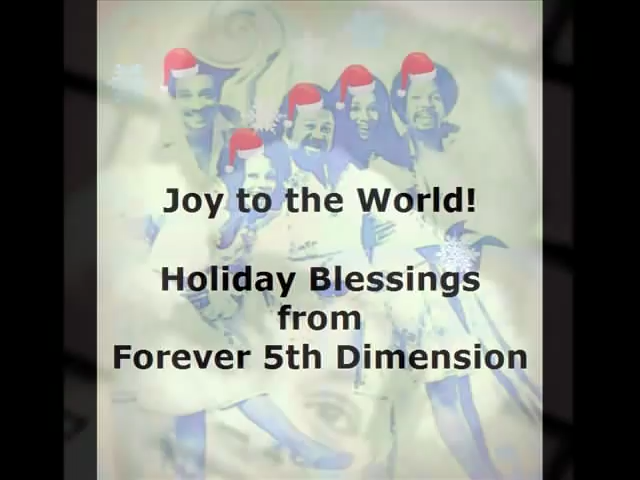 Joy to the World!
Holiday Blessings
from
Forever 5th Dimension